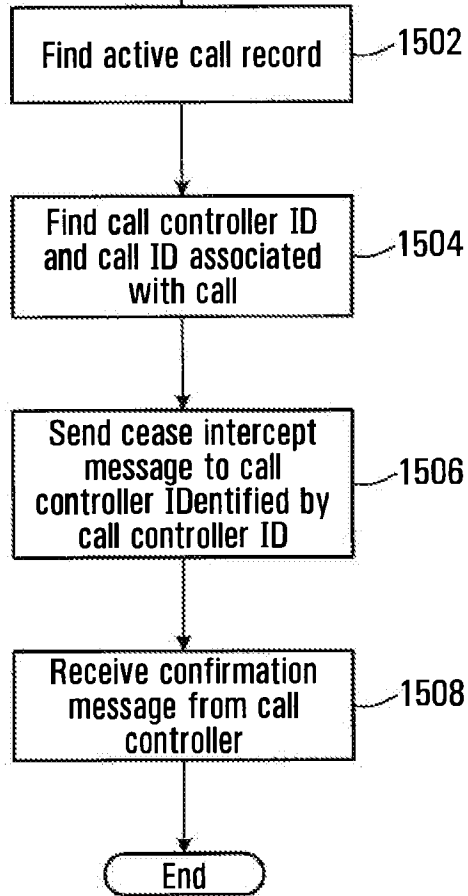 Find active call record
1502
Find call controller ID
and call ID associated
with call
1504
Send cease intercept
message to call
controller IDentified by
call controller ID
1506
Receive confirmation
message from call
controller
1508
End